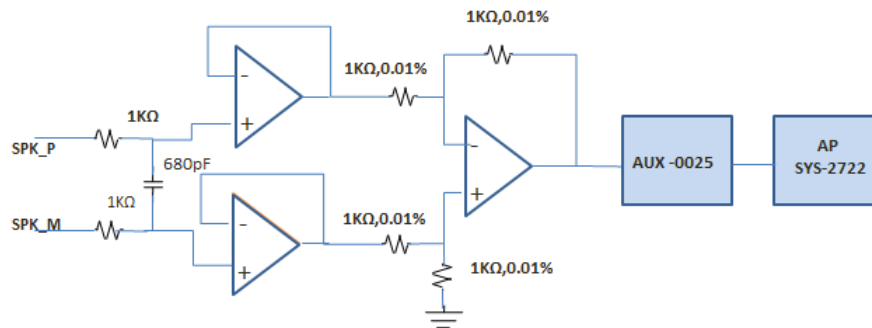 1KΩ,0.01%
1KΩ,0.01%
-
+
1KΩ
SPK_P
680pF
-
+
AUX -0025
AP
SYS-2722
1KΩ
SPK_M
-
+
1KΩ,0.01%
1KΩ,0.01%